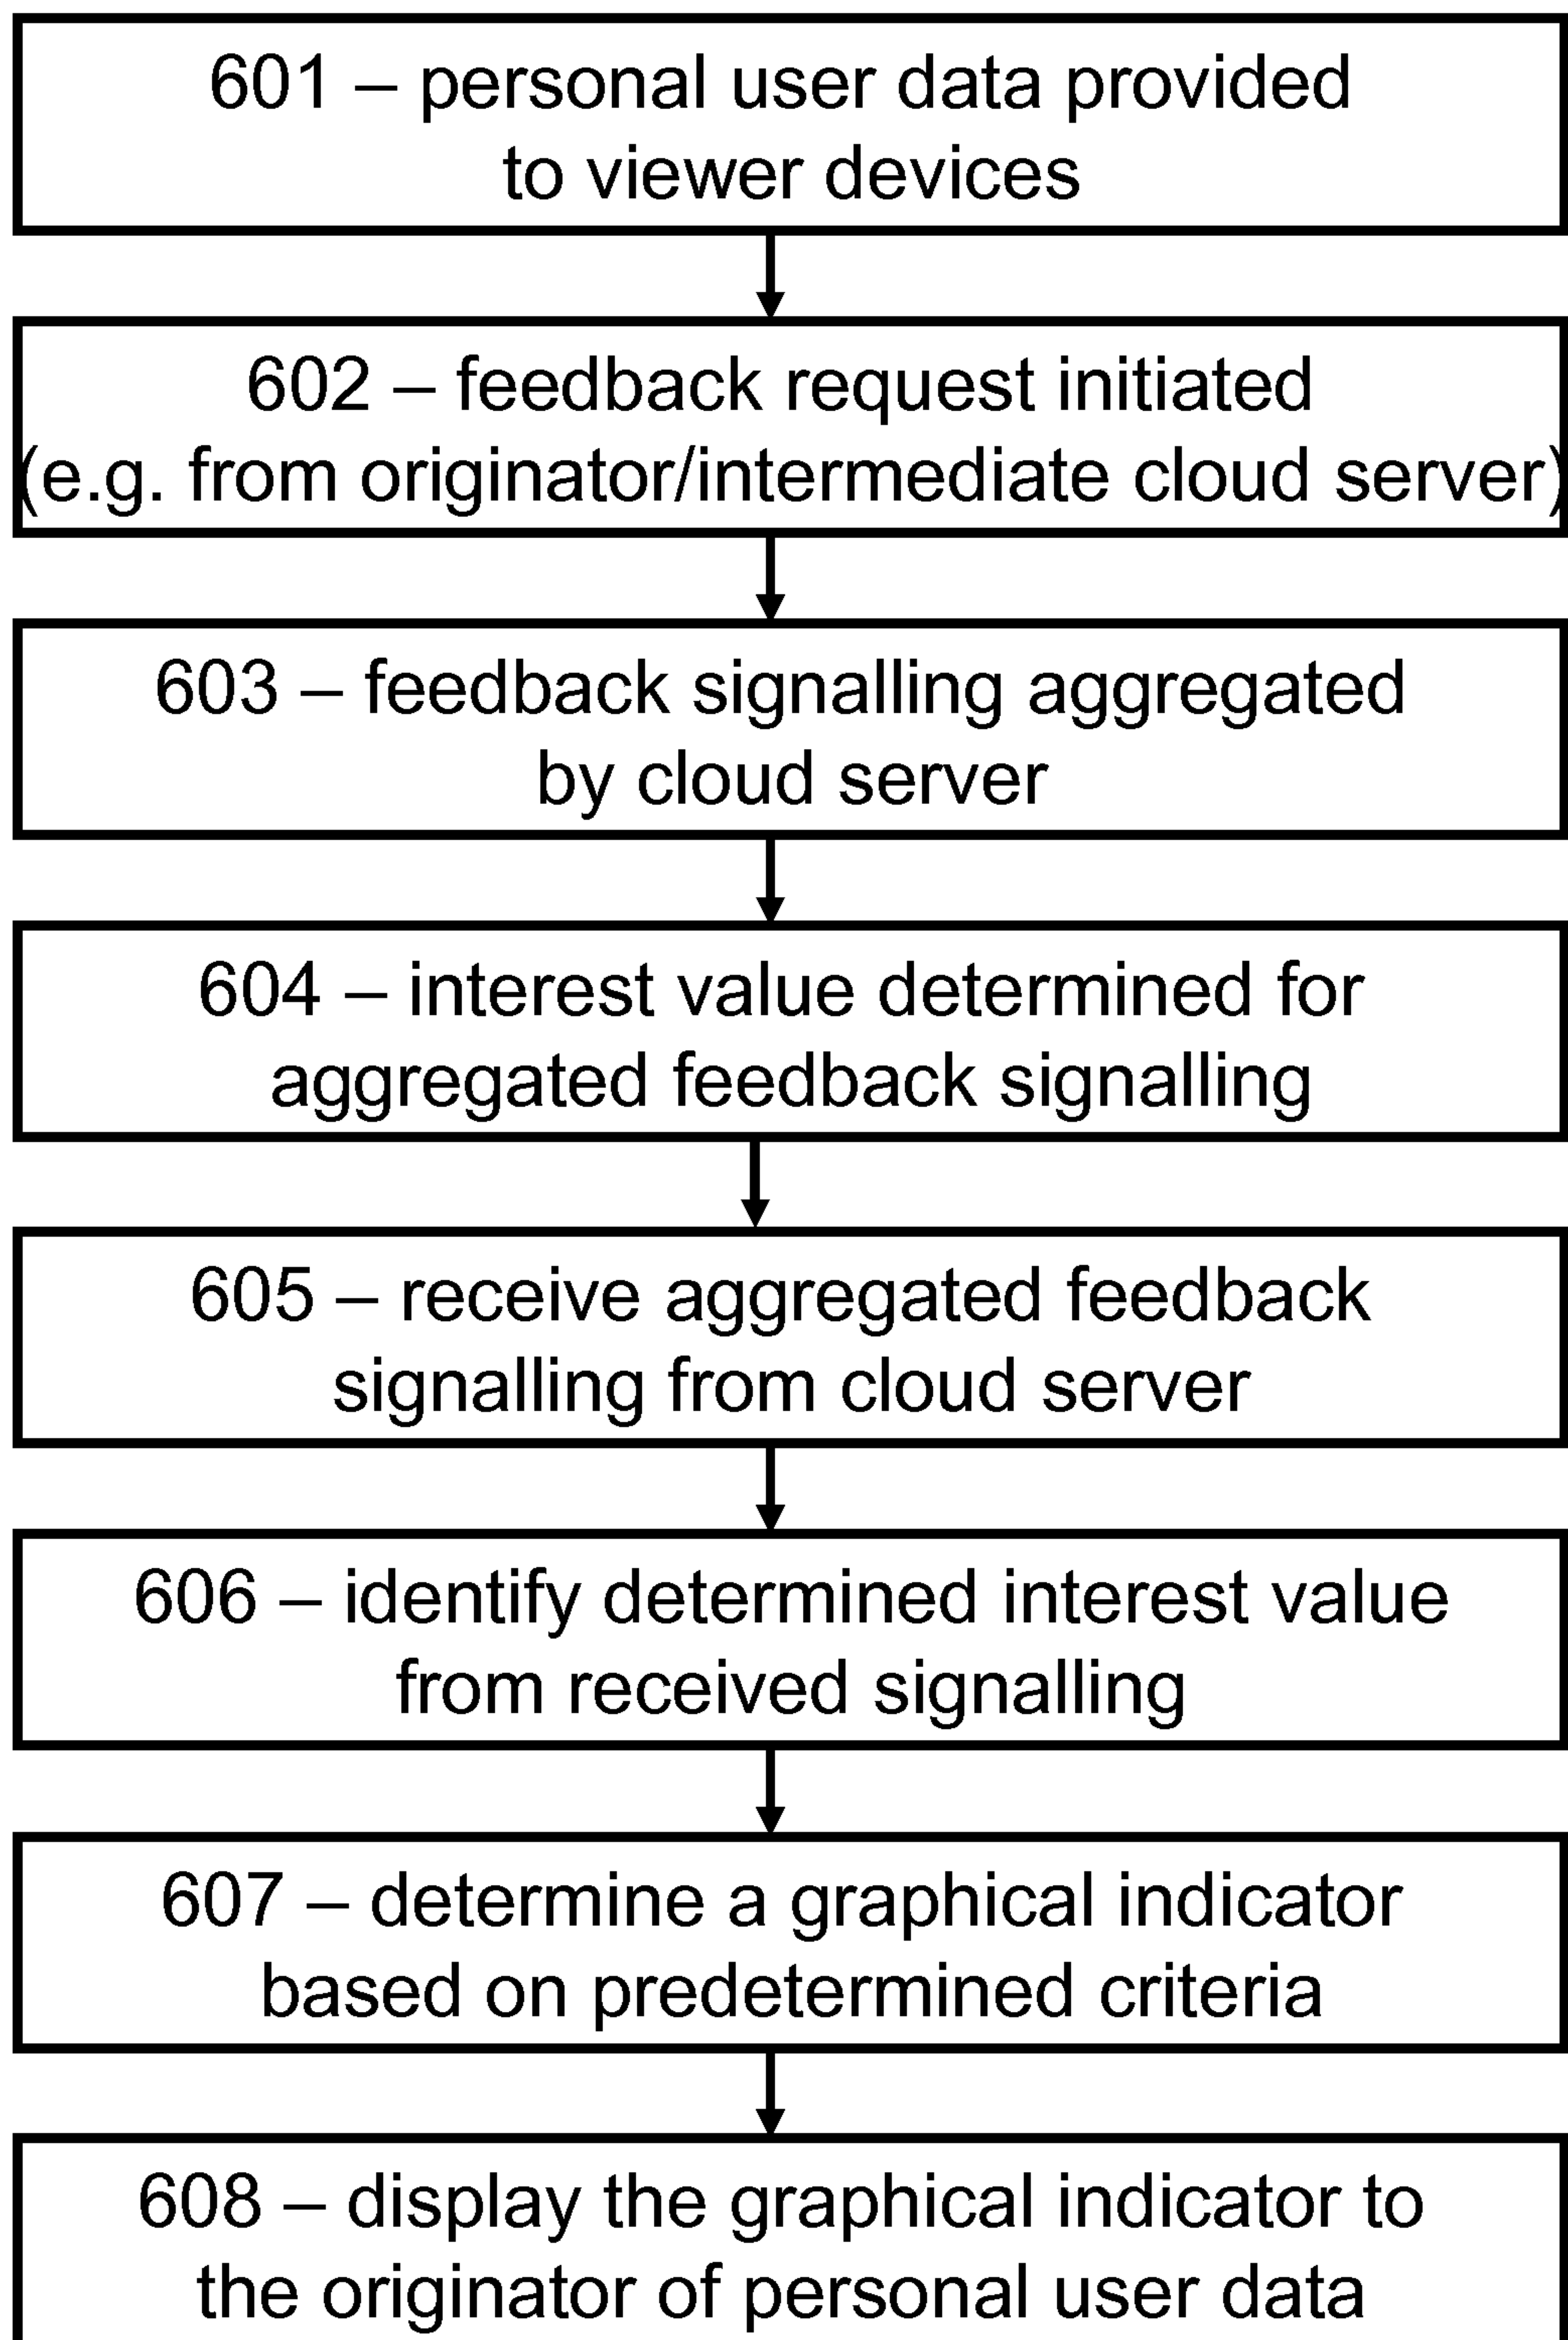 601 – personal user data provided
to viewer devices
602 – feedback request initiated
(e.g. from originator/intermediate cloud server)
603 – feedback signalling aggregated
by cloud server
604 – interest value determined for
aggregated feedback signalling
605 – receive aggregated feedback
signalling from cloud server
606 – identify determined interest value
from received signalling
607 – determine a graphical indicator
based on predetermined criteria
608 – display the graphical indicator to
the originator of personal user data